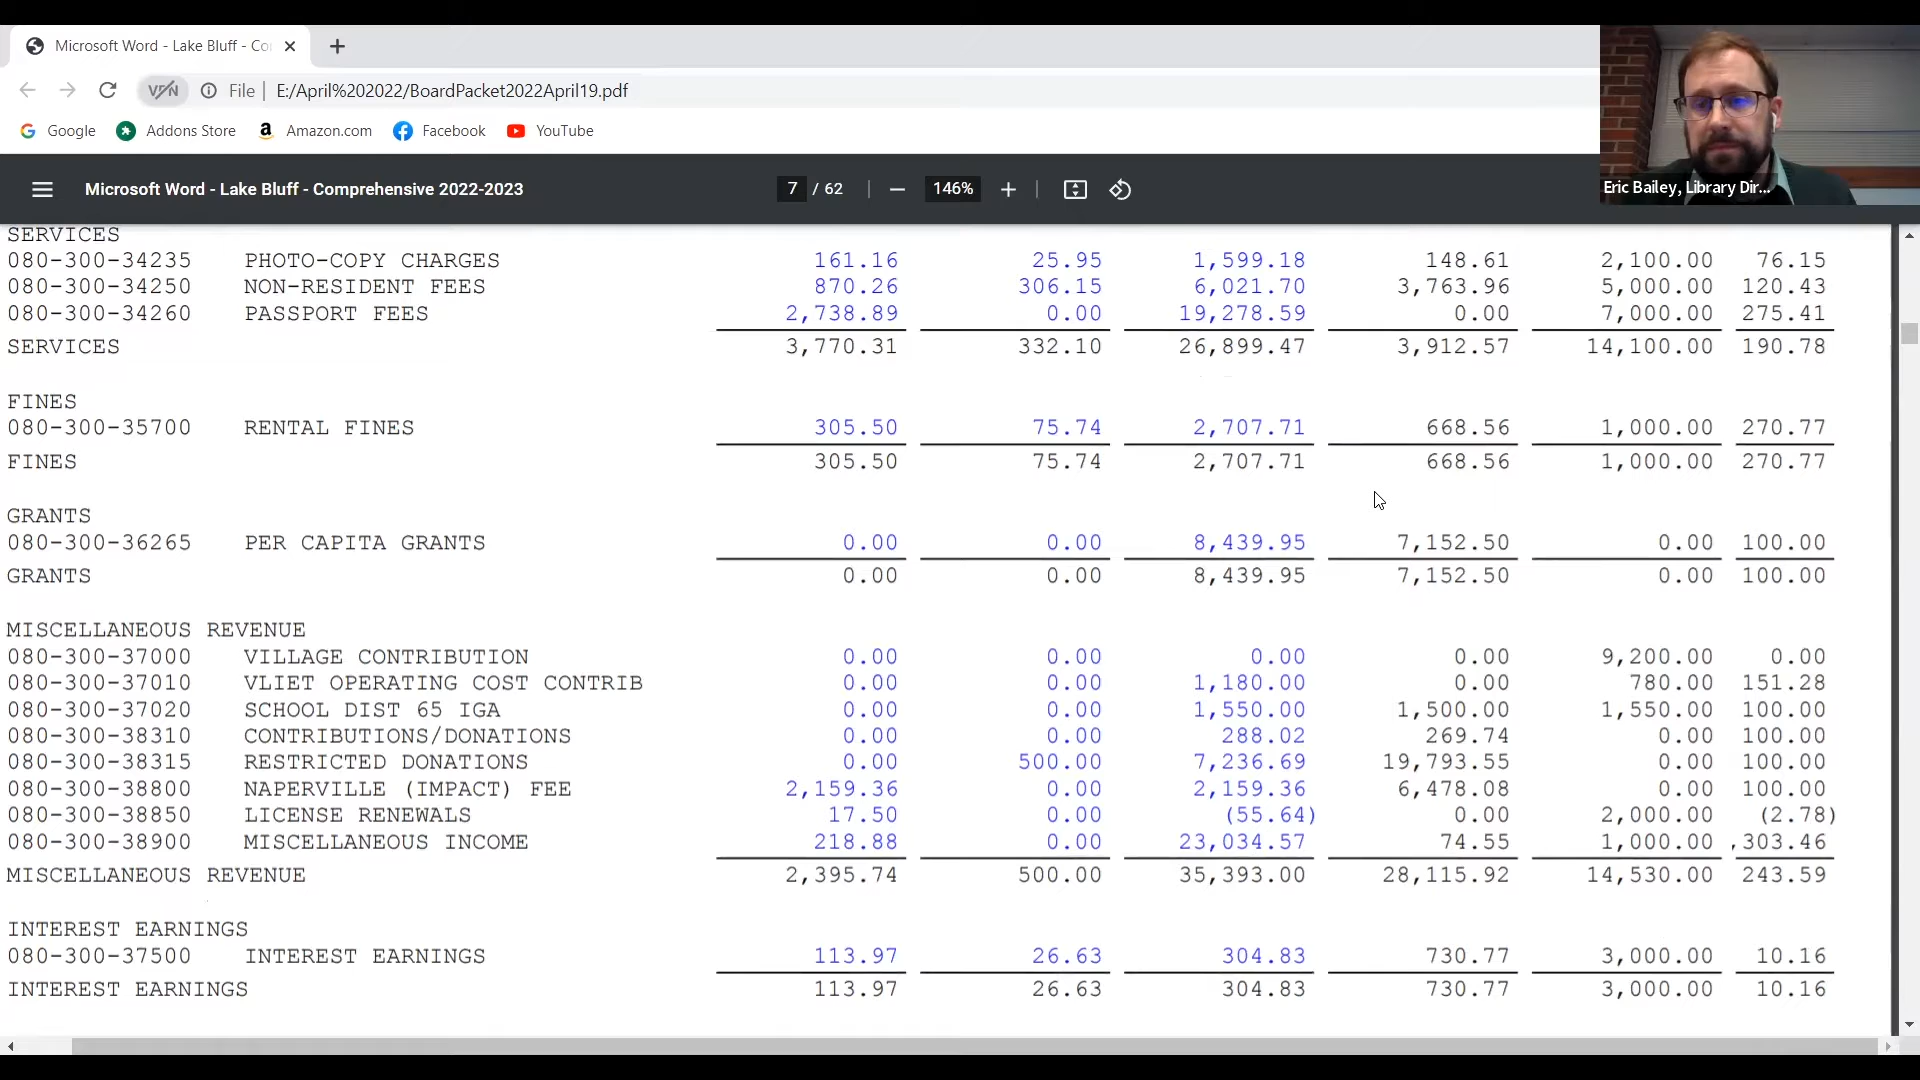 Microsoft Word - Lake Bluff - Co
VPN File E:/April%202022/BoardPacket2022April19.pdf
Google Addons Store Amazon.com Facebook YouTube
Microsoft Word - Lake Bluff - Comprehensive 2022-2023 7 / 62 146%
Eric Bailey, Library Dir...
SERVICES
080-300-34235 PHOTO-COPY CHARGES 161.16 25.95 1,599.18 148.61 2,100.00 76.15
080-300-34250 NON-RESIDENT FEES 870.26 306.15 6,021.70 3,763.96 5,000.00 120.43
080-300-34260 PASSPORT FEES 2,738.89 0.00 19,278.59 0.00 7,000.00 275.41
SERVICES 3,770.31 332.10 26,899.47 3,912.57 14,100.00 190.78
FINES
080-300-35700 RENTAL FINES 305.50 75.74 2,707.71 668.56 1,000.00 270.77
FINES 305.50 75.74 2,707.71 668.56 1,000.00 270.77
GRANTS
080-300-36265 PER CAPITA GRANTS 0.00 0.00 8,439.95 7,152.50 0.00 100.00
GRANTS 0.00 0.00 8,439.95 7,152.50 0.00 100.00
MISCELLANEOUS REVENUE
080-300-37000 VILLAGE CONTRIBUTION 0.00 0.00 0.00 0.00 9,200.00 0.00
080-300-37010 VLIET OPERATING COST CONTRIB 0.00 0.00 1,180.00 0.00 780.00 151.28
080-300-37020 SCHOOL DIST 65 IGA 0.00 0.00 1,550.00 1,500.00 1,550.00 100.00
080-300-38310 CONTRIBUTIONS/DONATIONS 0.00 0.00 288.02 269.74 0.00 100.00
080-300-38315 RESTRICTED DONATIONS 0.00 500.00 7,236.69 19,793.55 0.00 100.00
080-300-38800 NAPERVILLE (IMPACT) FEE 2,159.36 0.00 2,159.36 6,478.08 0.00 100.00
080-300-38850 LICENSE RENEWALS 17.50 0.00 (55.64) 0.00 2,000.00 (2.78)
080-300-38900 MISCELLANEOUS INCOME 218.88 0.00 23,034.57 74.55 1,000.00 ,303.46
MISCELLANEOUS REVENUE 2,395.74 500.00 35,393.00 28,115.92 14,530.00 243.59
INTEREST EARNINGS
080-300-37500 INTEREST EARNINGS 113.97 26.63 304.83 730.77 3,000.00 10.16
INTEREST EARNINGS 113.97 26.63 304.83 730.77 3,000.00 10.16